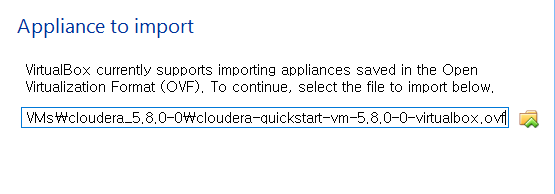 Appliance to import
VirtualBox currently supports importing appliances saved in the Open
Virtualization Format (OVF). To continue, select the file to import below.
VMs₩cloudera_5.8.0-0₩cloudera-quickstart-vm-5.8.0-0-virtualbox.ovf